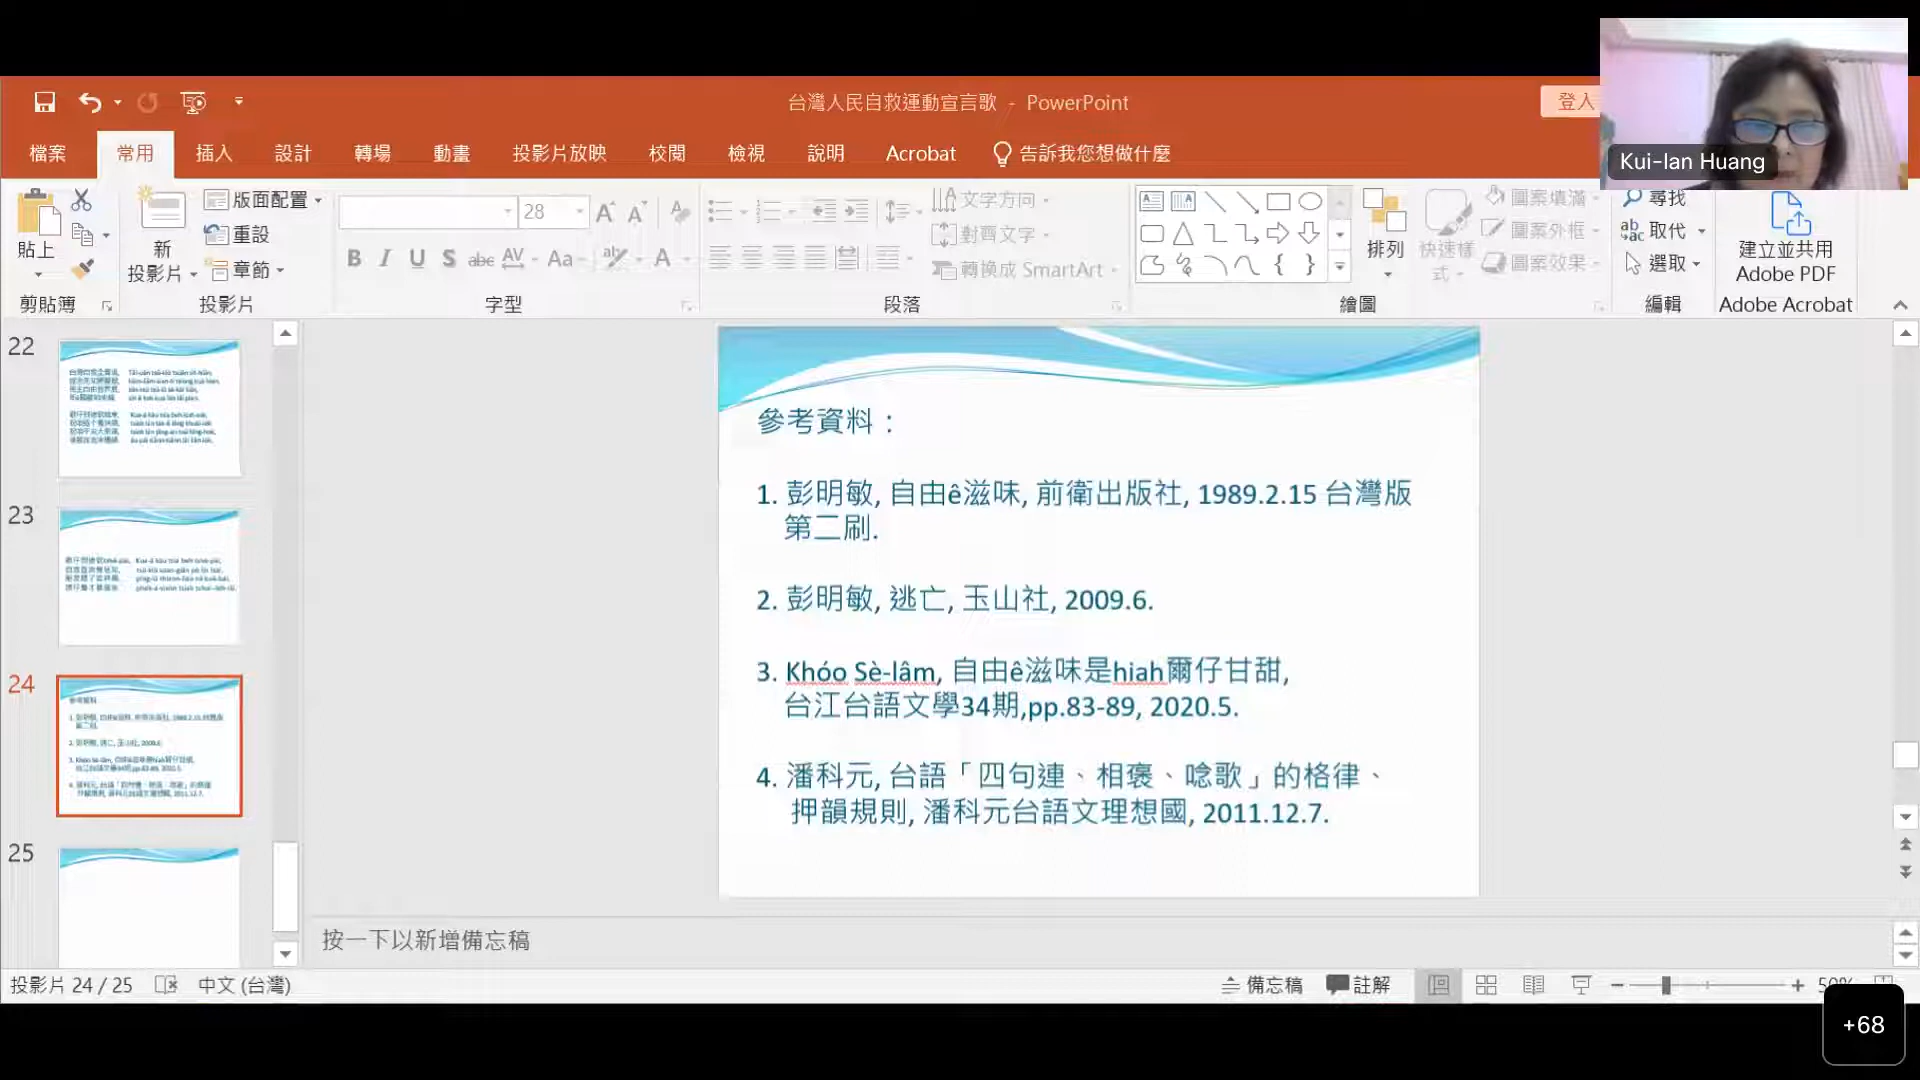 台灣人民自救運動宣言歌 - PowerPoint
登入
Kui-lan Huang
檔案 常用 插入 設計 轉場 動畫 投影片放映 校閱 檢視 說明 Acrobat 告訴我您想做什麼
貼上
新
投影片
版面配置
重設
章節
28
文字方向
對齊文字
轉換成 SmartArt
排列
快速樣
式
圖案填滿
圖案外框
圖案效果
尋找
取代
選取
建立並共用
Adobe PDF
剪貼簿 投影片 字型 段落 繪圖 編輯 Adobe Acrobat
22
23
24
25
參考資料：
1. 彭明敏, 自由ê滋味, 前衛出版社, 1989.2.15 台灣版
第二刷.
2. 彭明敏, 逃亡, 玉山社, 2009.6.
3. Khóo Sè-lâm, 自由ê滋味是hiah爾仔甘甜,
台江台語文學34期,pp.83-89, 2020.5.
4. 潘科元, 台語「四句連、相褒、唸歌」的格律、
押韻規則, 潘科元台語文理想國, 2011.12.7.
按一下以新增備忘稿
投影片 24 / 25 中文 (台灣) 備忘稿 註解
+68